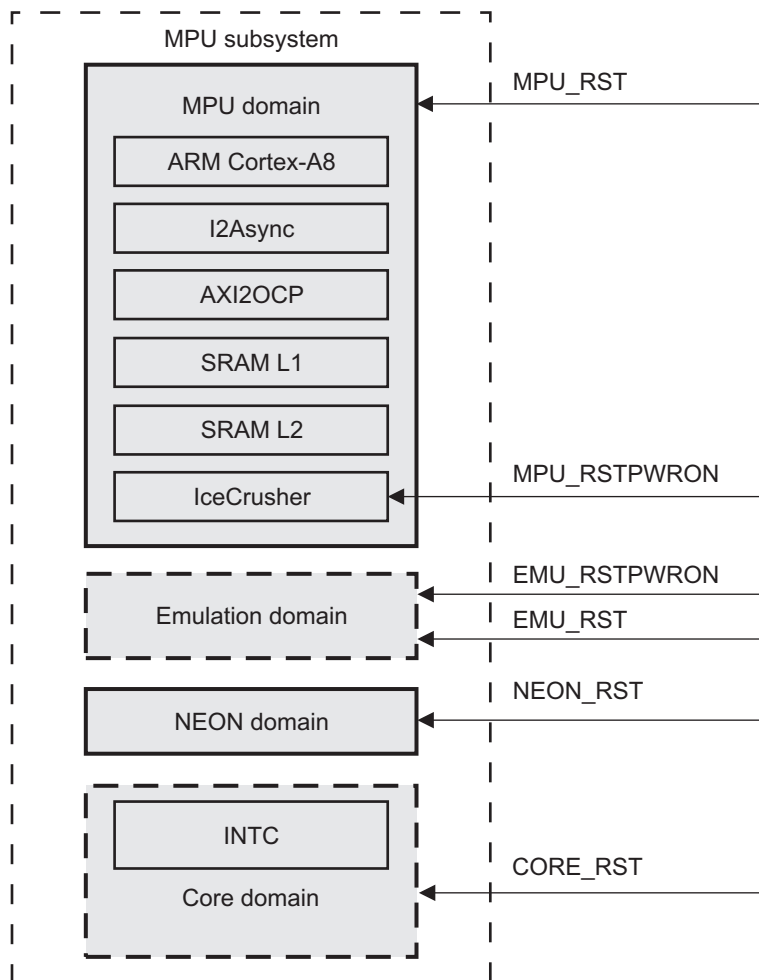 MPU subsystem
MPU_RST
MPU domain
ARM Cortex-A8
I2Async
AXI2OCP
SRAM L1
SRAM L2
MPU_RSTPWRON
IceCrusher
EMU_RSTPWRON
Emulation domain
EMU_RST
NEON_RST
NEON domain
INTC
CORE_RST
Core domain